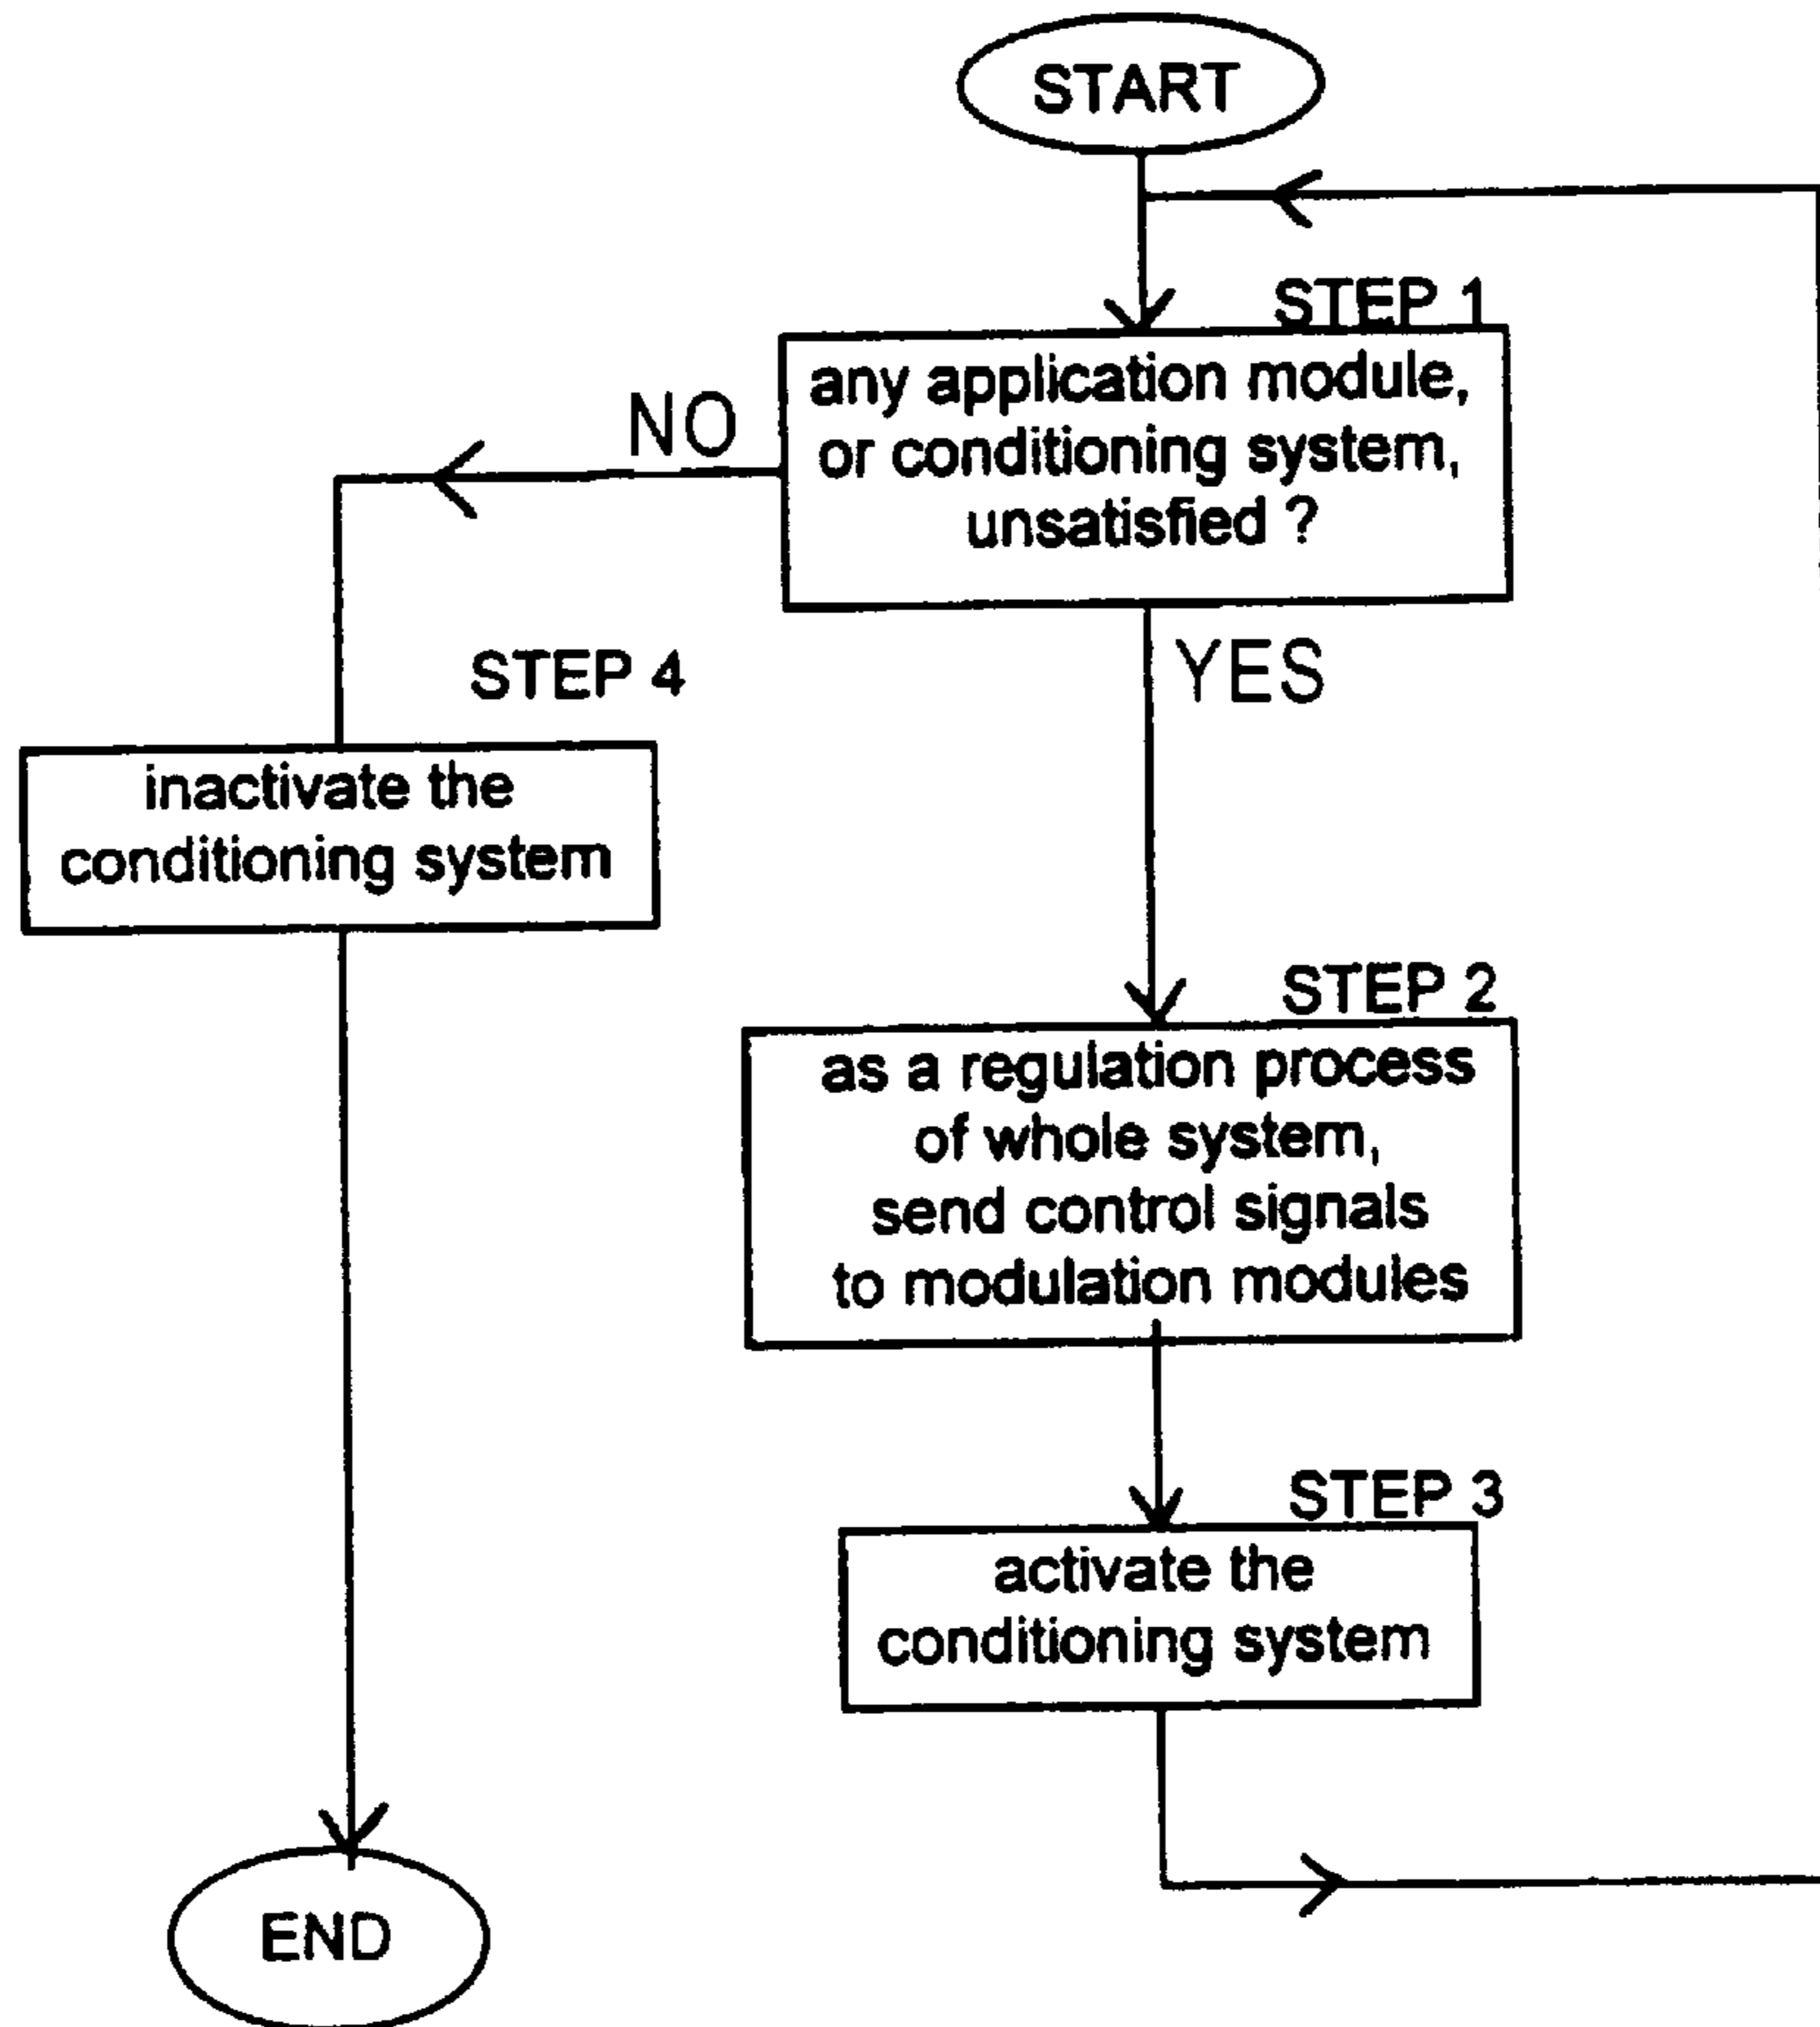 START
STEP 1
any application module,
or conditioning system,
unsatisfied ?
NO
YES
STEP 4
inactivate the
conditioning system
STEP 2
as a regulation process
of whole system,
send control signals
to modulation modules
STEP 3
activate the
conditioning system
END